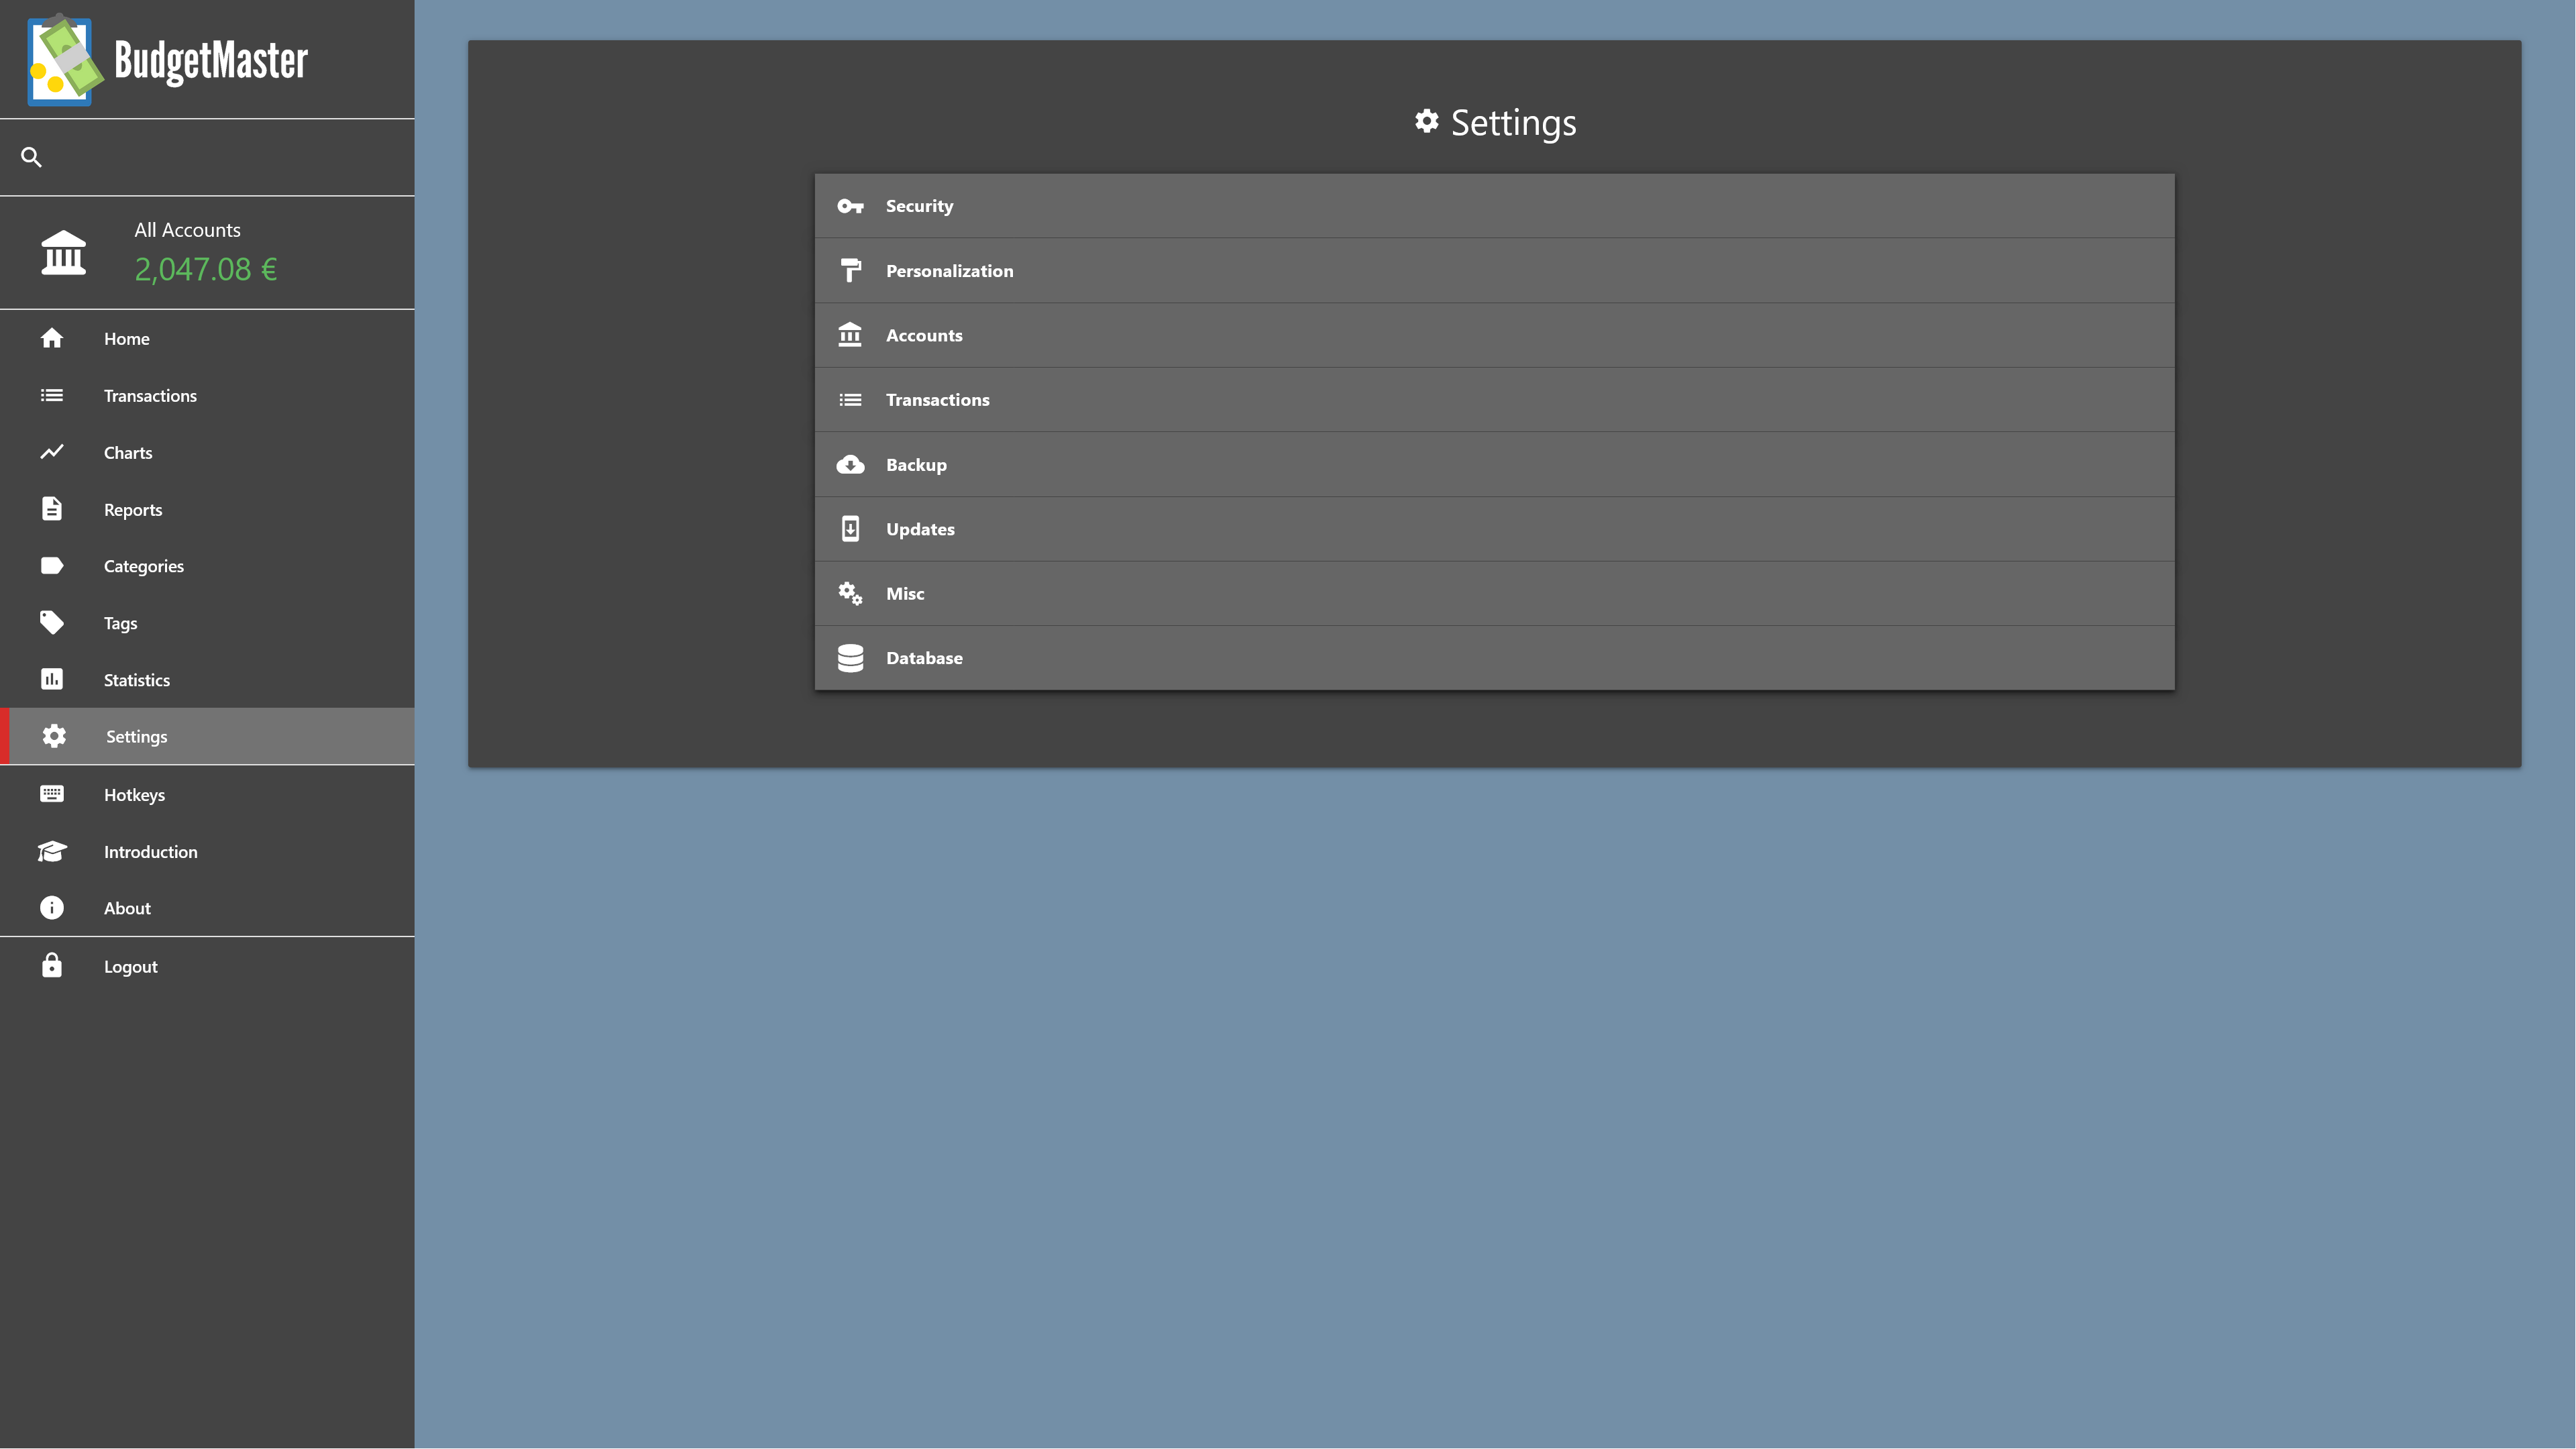 BudgetMaster
All Accounts
2,047.08 €
Home
Transactions
Charts
Reports
Categories
Tags
Statistics
Settings
Hotkeys
Introduction
About
Logout
Settings
Security
Personalization
Accounts
Transactions
Backup
Updates
Misc
Database